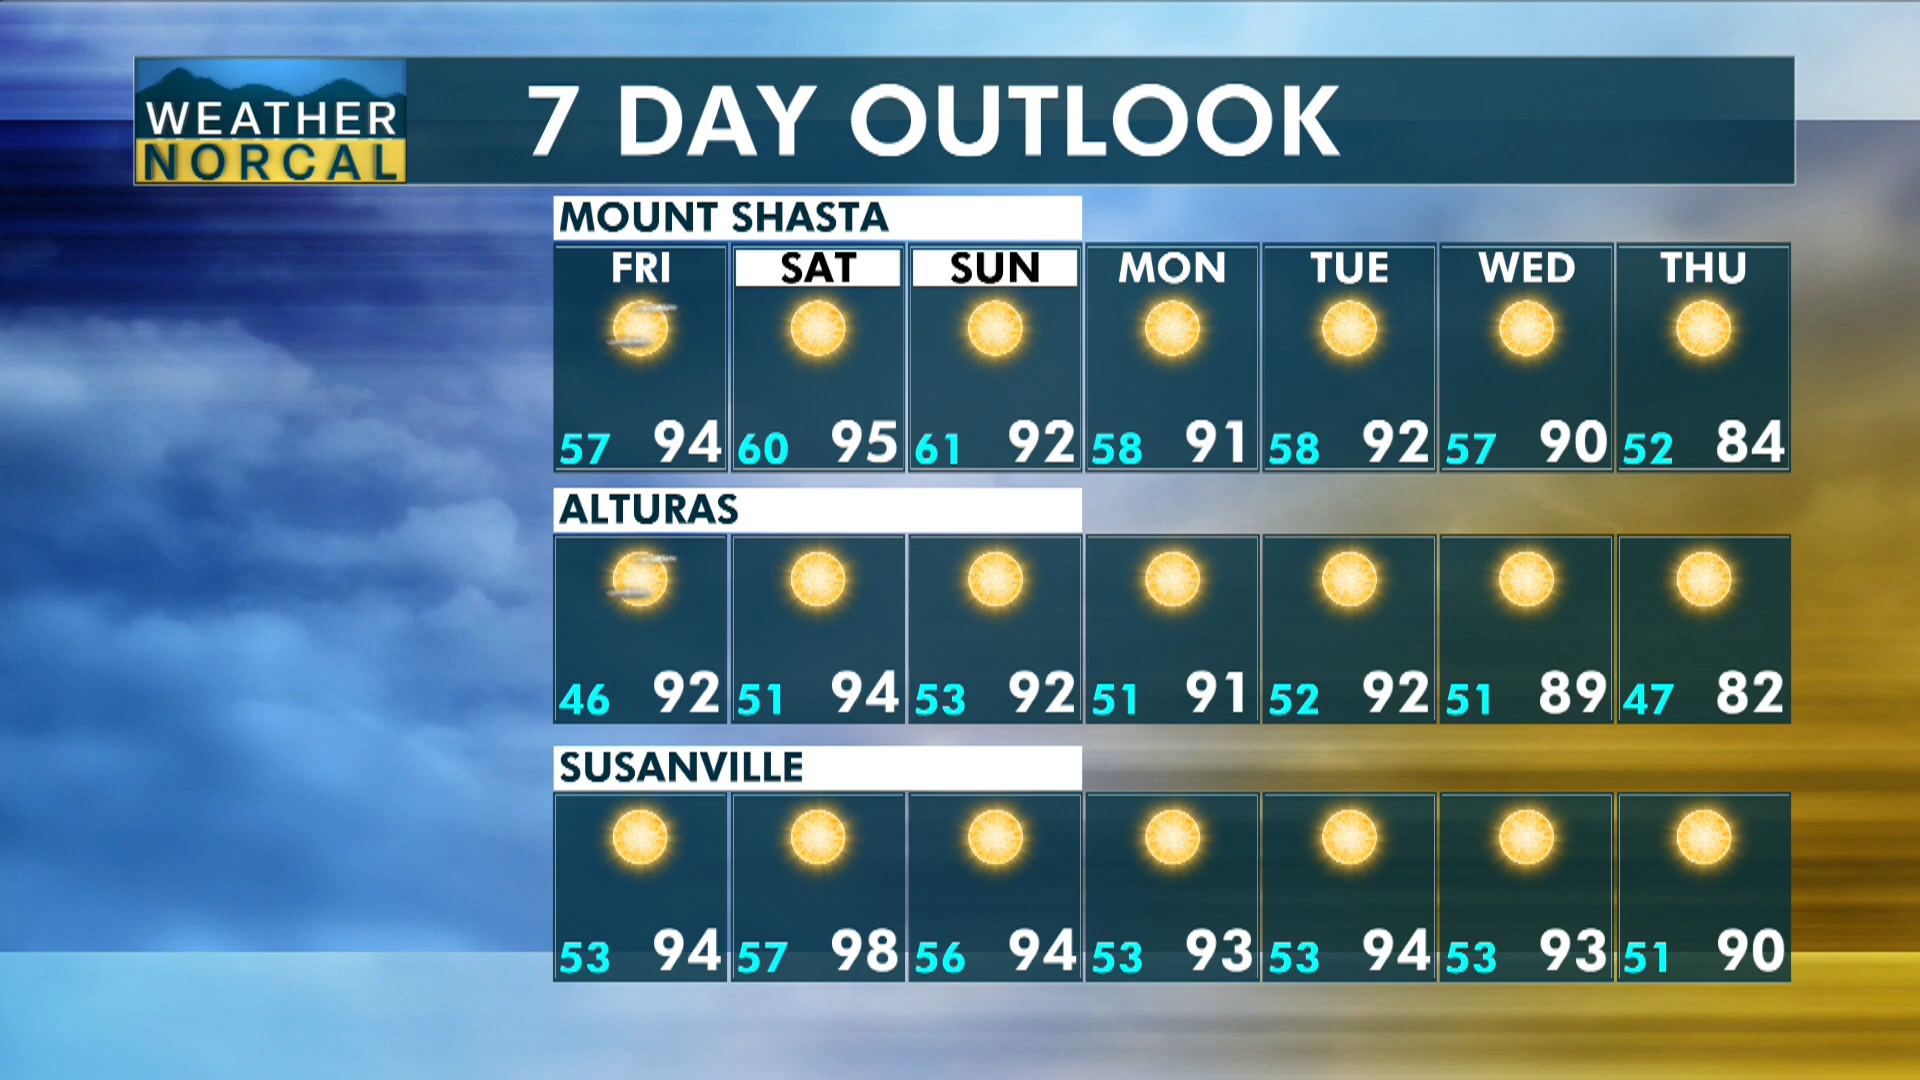 WEATHER
NORCAL
7 DAY OUTLOOK
MOUNT SHASTA
FRI SAT SUN MON TUE WED THU
57 94 60 95 61 92 58 91 58 92 57 90 52 84
ALTURAS
46 92 51 94 53 92 51 91 52 92 51 89 47 82
SUSANVILLE
53 94 57 98 56 94 53 93 53 94 53 93 51 90